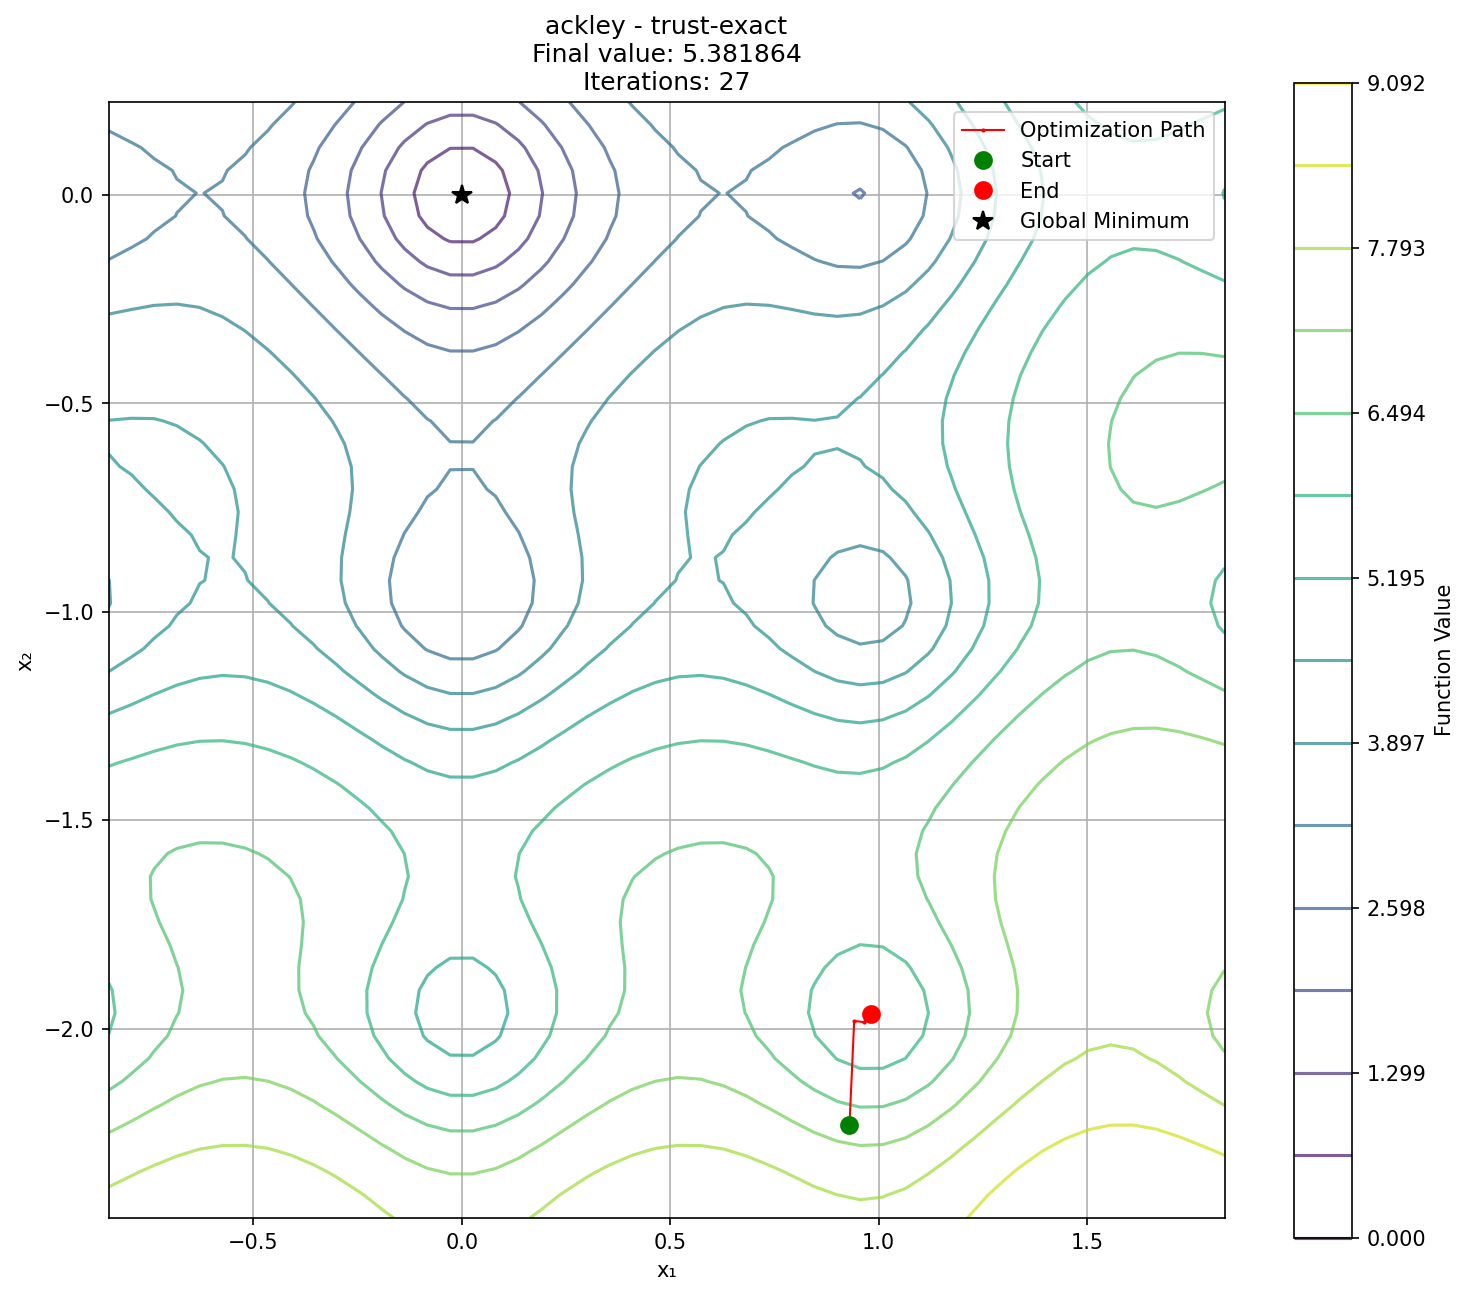 ackley - trust-exact
Final value: 5.381864
Iterations: 27
Optimization Path
Start
End
Global Minimum
0.0
−0.5
−1.0
−1.5
−2.0
x₂
−0.5
0.0
0.5
1.0
1.5
x₁
9.092
7.793
6.494
5.195
3.897
2.598
1.299
0.000
Function Value